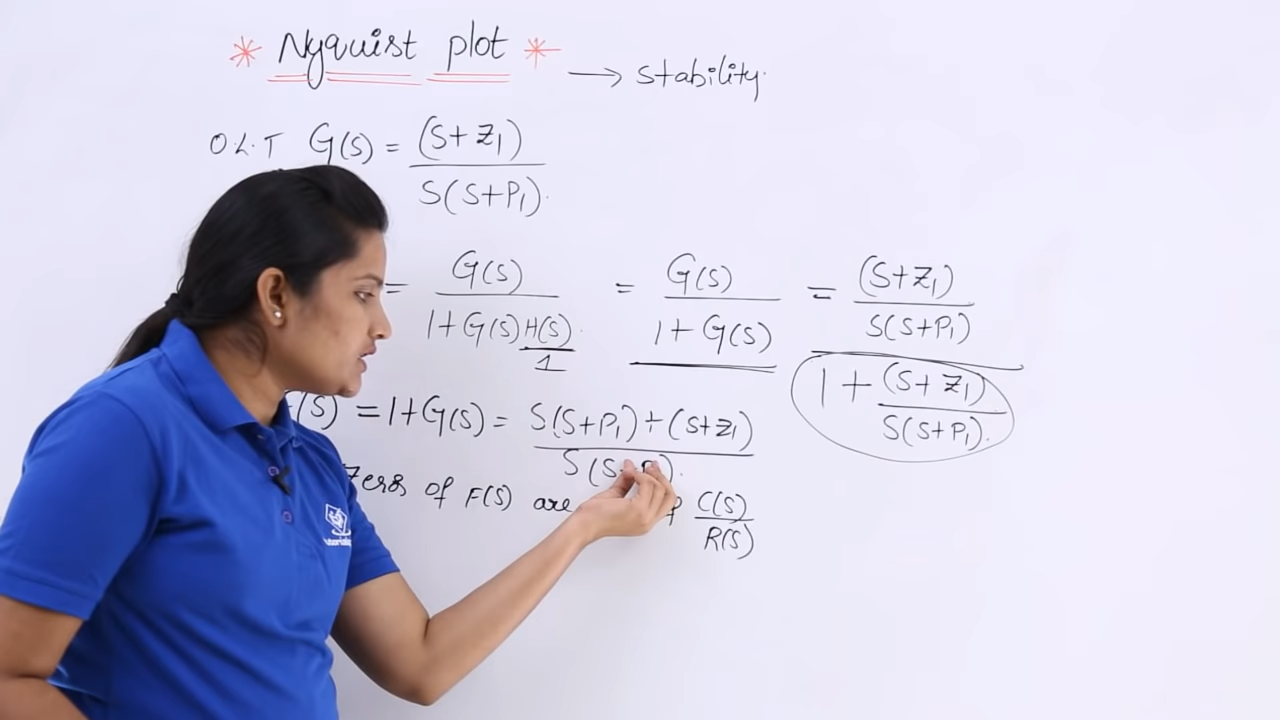 * Nyquist plot * → stability.
O.L.T G(s) = (s+z₁) / s(s+p₁).
= G(s) / 1+G(s)H(s). = G(s) / 1+G(s) = (s+z₁) / s(s+p₁)
1
1 + (s+z₁) / s(s+p₁).
(s) = 1+G(s) = s(s+p₁)+(s+z₁) / s(s+p₁).
Zeros of F(s) are C(s) / R(s)